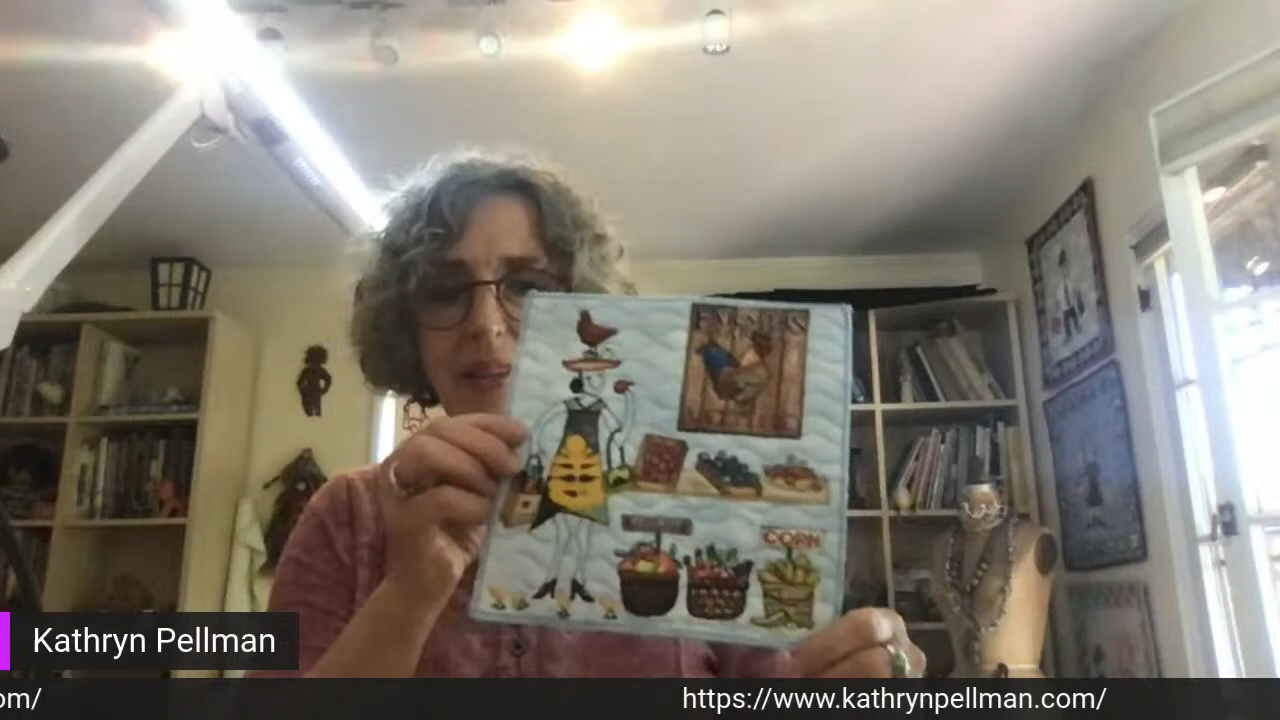 FARMERS
CORN
Kathryn Pellman
om/
https://www.kathrynpellman.com/